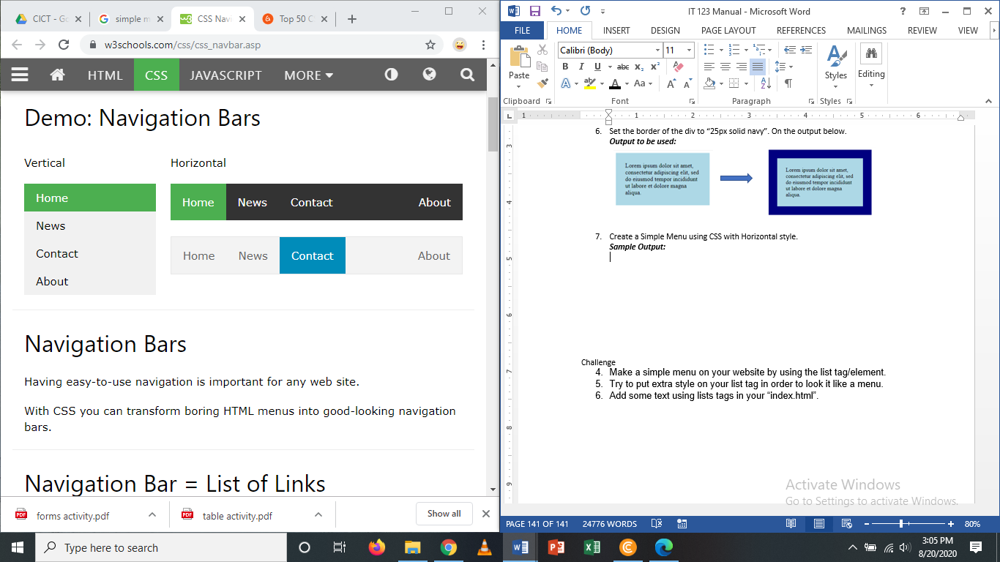 CICT - Go
simple m
CSS Navi
Top 50 C
w3schools.com/css/css_navbar.asp
HTML
CSS
JAVASCRIPT
MORE
Demo: Navigation Bars
Vertical
Horizontal
Home
News
Contact
About
Home
News
Contact
About
Home
News
Contact
About
Navigation Bars
Having easy-to-use navigation is important for any web site.
With CSS you can transform boring HTML menus into good-looking navigation
bars.
Navigation Bar = List of Links
forms activity.pdf
table activity.pdf
Show all
IT 123 Manual - Microsoft Word
FILE
HOME
INSERT
DESIGN
PAGE LAYOUT
REFERENCES
MAILINGS
REVIEW
VIEW
Paste
Calibri (Body)
11
Styles
Editing
Clipboard
Font
Paragraph
Styles
6. Set the border of the div to “25px solid navy”. On the output below.
Output to be used:
Lorem ipsum dolor sit amet,
consectetur adipiscing elit, sed
do eiusmod tempor incididunt
ut labore et dolore magna
aliqua.
Lorem ipsum dolor sit amet,
consectetur adipiscing elit, sed
do eiusmod tempor incididunt
ut labore et dolore magna
aliqua.
7. Create a Simple Menu using CSS with Horizontal style.
Sample Output:
Challenge
4. Make a simple menu on your website by using the list tag/element.
5. Try to put extra style on your list tag in order to look it like a menu.
6. Add some text using lists tags in your “index.html”.
Activate Windows
Go to Settings to activate Windows.
PAGE 141 OF 141
24776 WORDS
80%
Type here to search
3:05 PM
8/20/2020